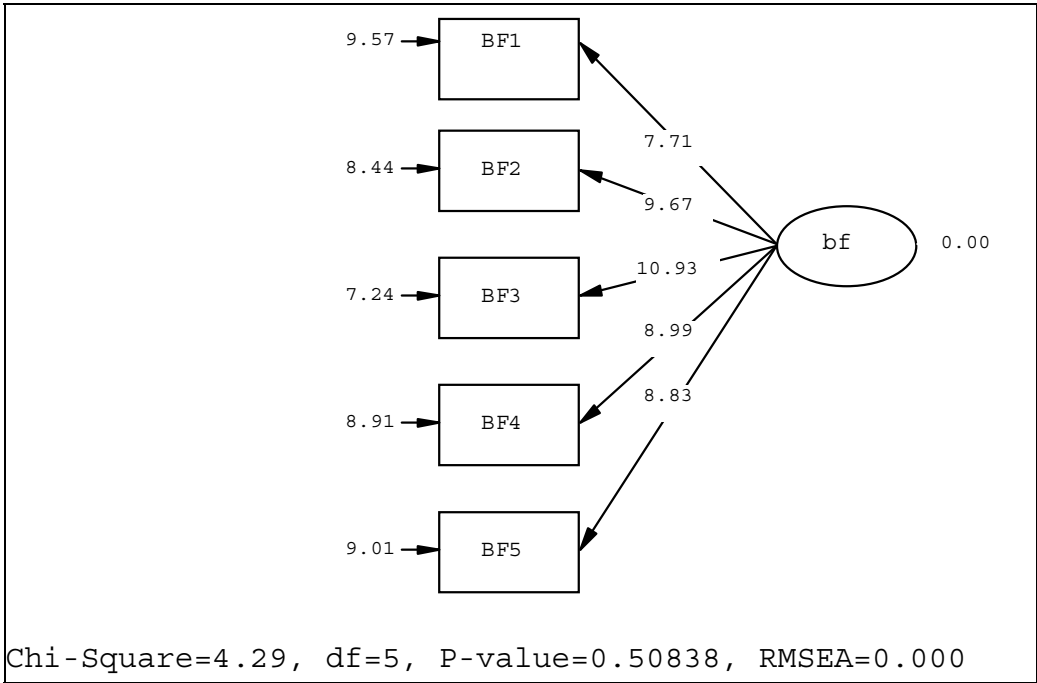 9.57 BF1
7.71
8.44 BF2
9.67
bf 0.00
10.93
7.24 BF3
8.99
8.83
8.91 BF4
9.01 BF5
Chi-Square=4.29, df=5, P-value=0.50838, RMSEA=0.000